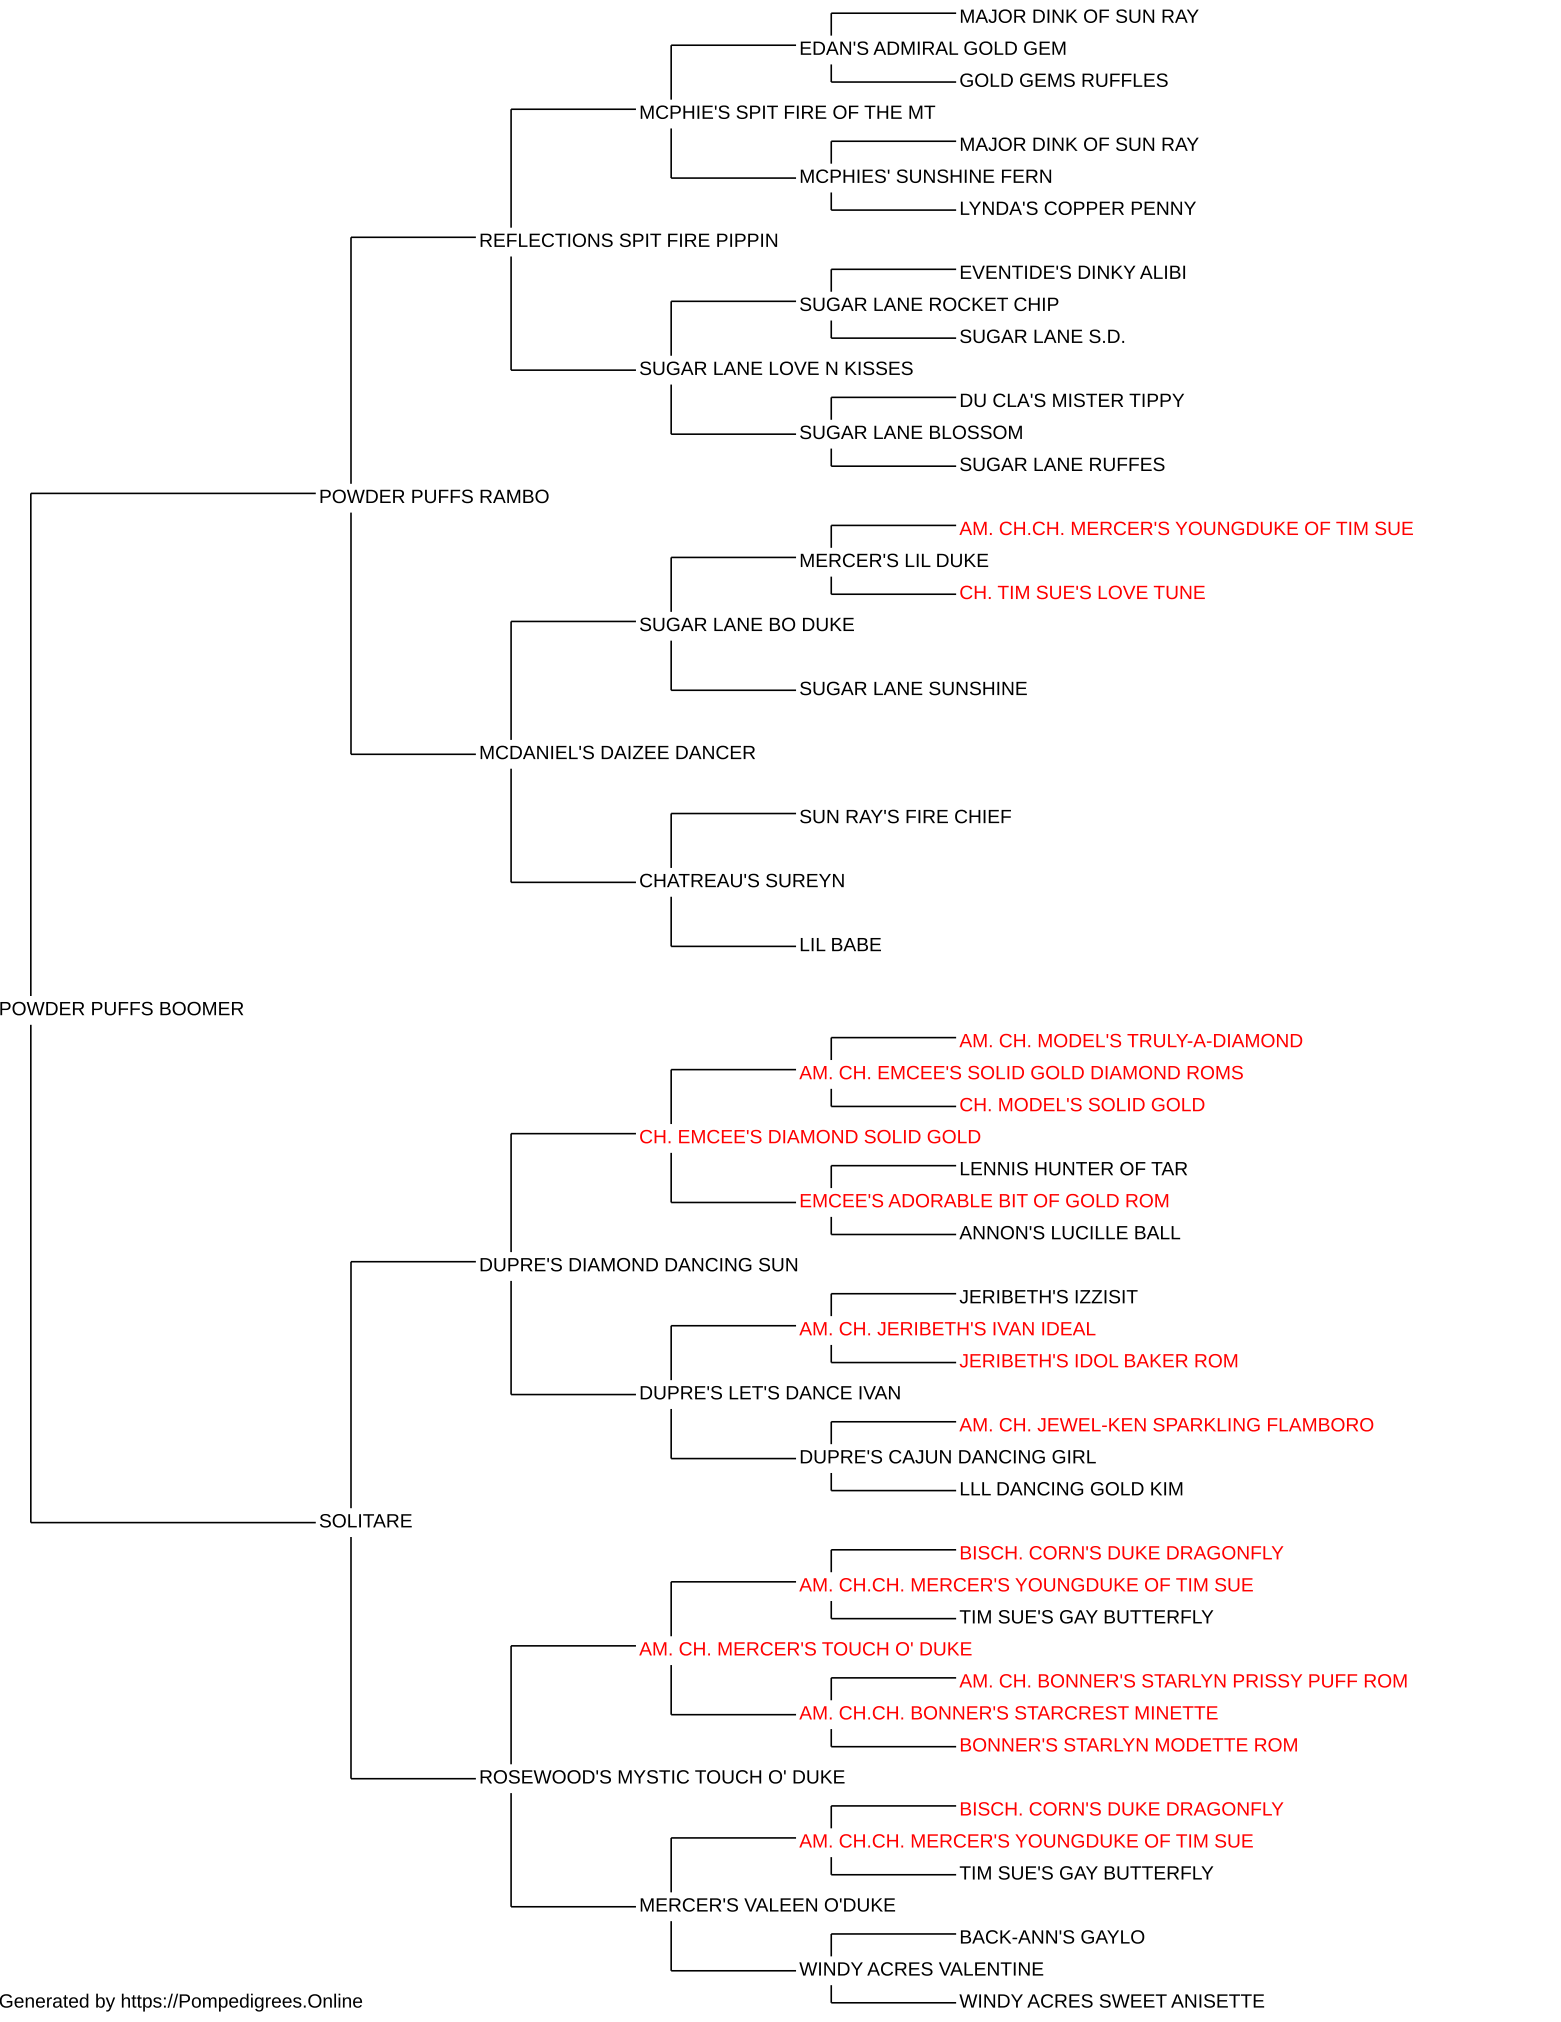 MAJOR DINK OF SUN RAY
EDAN'S ADMIRAL GOLD GEM
GOLD GEMS RUFFLES
MCPHIE'S SPIT FIRE OF THE MT
MAJOR DINK OF SUN RAY
MCPHIES' SUNSHINE FERN
LYNDA'S COPPER PENNY
REFLECTIONS SPIT FIRE PIPPIN
EVENTIDE'S DINKY ALIBI
SUGAR LANE ROCKET CHIP
SUGAR LANE S.D.
SUGAR LANE LOVE N KISSES
DU CLA'S MISTER TIPPY
SUGAR LANE BLOSSOM
SUGAR LANE RUFFES
POWDER PUFFS RAMBO
AM. CH.CH. MERCER'S YOUNGDUKE OF TIM SUE
MERCER'S LIL DUKE
CH. TIM SUE'S LOVE TUNE
SUGAR LANE BO DUKE
SUGAR LANE SUNSHINE
MCDANIEL'S DAIZEE DANCER
SUN RAY'S FIRE CHIEF
CHATREAU'S SUREYN
LIL BABE
POWDER PUFFS BOOMER
AM. CH. MODEL'S TRULY-A-DIAMOND
AM. CH. EMCEE'S SOLID GOLD DIAMOND ROMS
CH. MODEL'S SOLID GOLD
CH. EMCEE'S DIAMOND SOLID GOLD
LENNIS HUNTER OF TAR
EMCEE'S ADORABLE BIT OF GOLD ROM
ANNON'S LUCILLE BALL
DUPRE'S DIAMOND DANCING SUN
JERIBETH'S IZZISIT
AM. CH. JERIBETH'S IVAN IDEAL
JERIBETH'S IDOL BAKER ROM
DUPRE'S LET'S DANCE IVAN
AM. CH. JEWEL-KEN SPARKLING FLAMBORO
DUPRE'S CAJUN DANCING GIRL
LLL DANCING GOLD KIM
SOLITARE
BISCH. CORN'S DUKE DRAGONFLY
AM. CH.CH. MERCER'S YOUNGDUKE OF TIM SUE
TIM SUE'S GAY BUTTERFLY
AM. CH. MERCER'S TOUCH O' DUKE
AM. CH. BONNER'S STARLYN PRISSY PUFF ROM
AM. CH.CH. BONNER'S STARCREST MINETTE
BONNER'S STARLYN MODETTE ROM
ROSEWOOD'S MYSTIC TOUCH O' DUKE
BISCH. CORN'S DUKE DRAGONFLY
AM. CH.CH. MERCER'S YOUNGDUKE OF TIM SUE
TIM SUE'S GAY BUTTERFLY
MERCER'S VALEEN O'DUKE
BACK-ANN'S GAYLO
WINDY ACRES VALENTINE
WINDY ACRES SWEET ANISETTE
Generated by https://Pompedigrees.Online